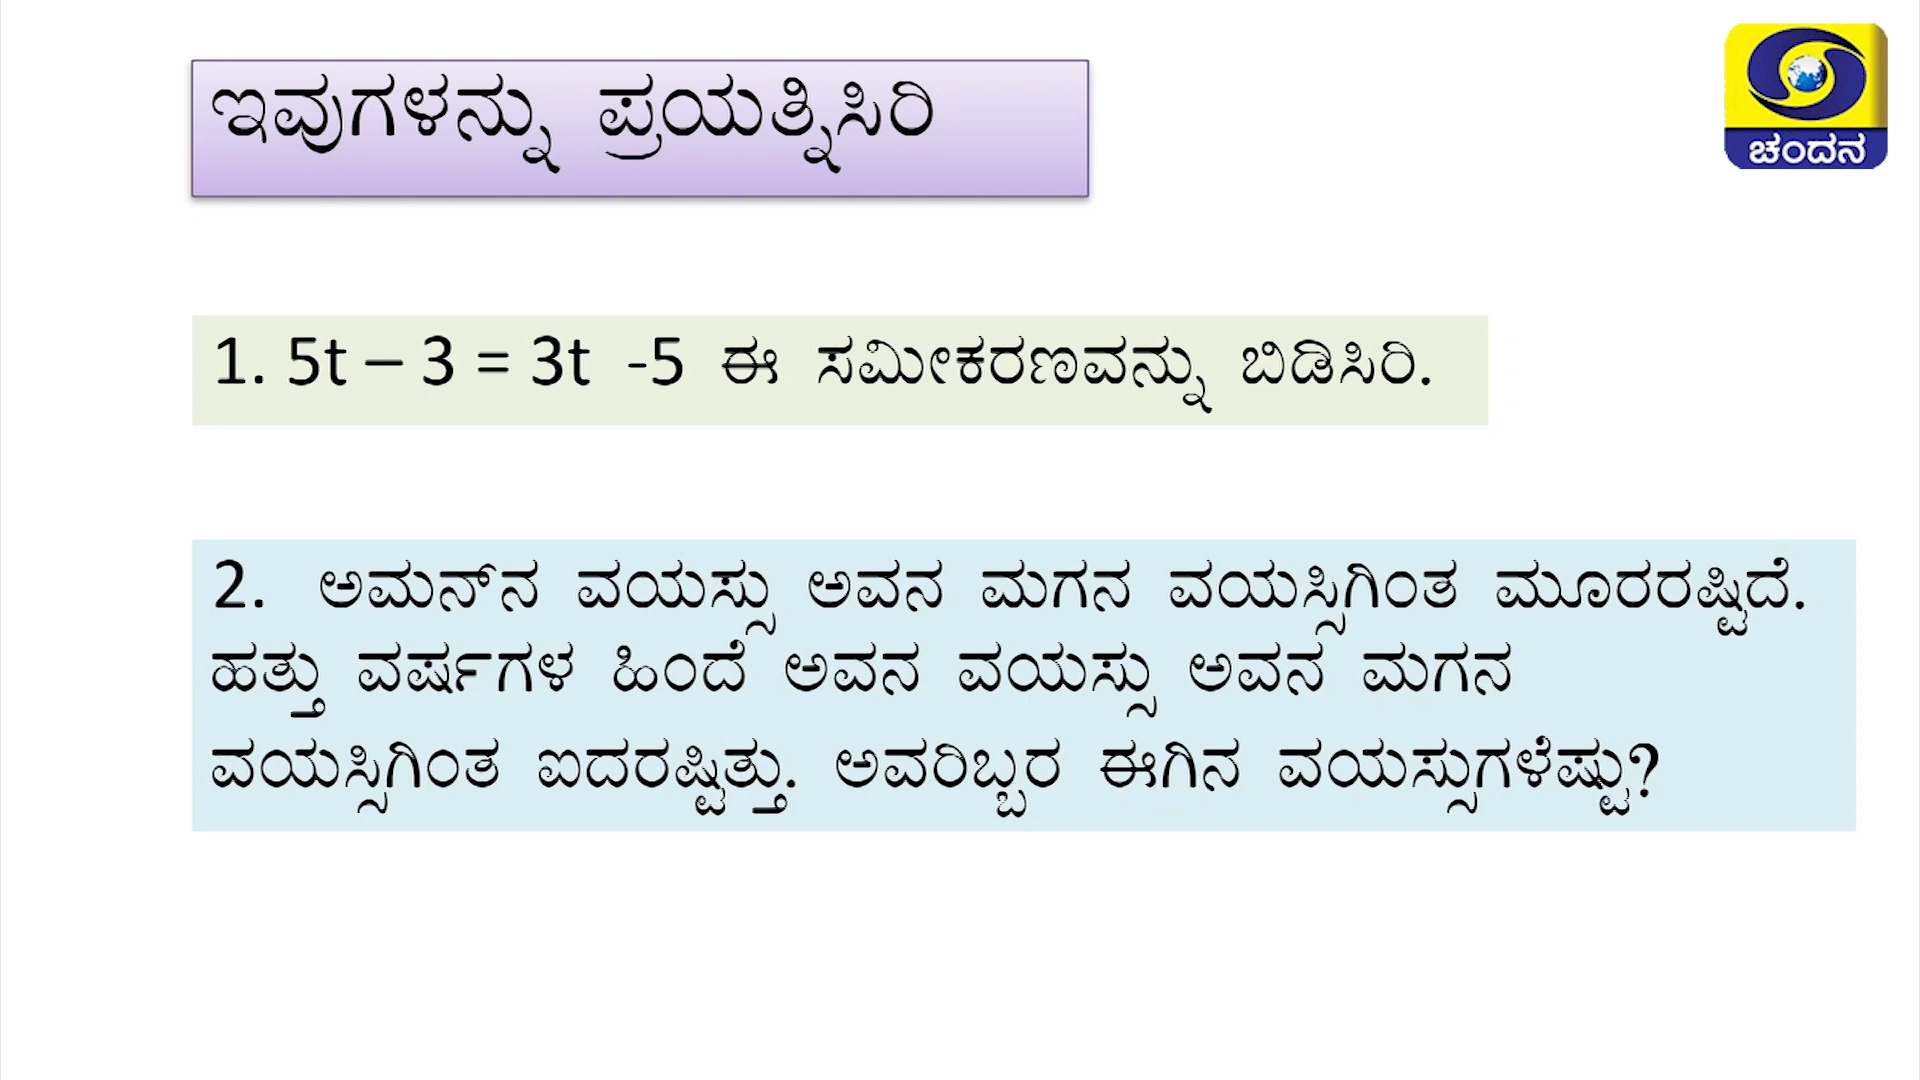 ಇವುಗಳನ್ನು ಪ್ರಯತ್ನಿಸಿರಿ
ಚಂದನ
1. 5t – 3 = 3t -5 ಈ ಸಮೀಕರಣವನ್ನು ಬಿಡಿಸಿರಿ.
2. ಅಮನ್‌ನ ವಯಸ್ಸು ಅವನ ಮಗನ ವಯಸ್ಸಿಗಿಂತ ಮೂರರಷ್ಟಿದೆ.
ಹತ್ತು ವರ್ಷಗಳ ಹಿಂದೆ ಅವನ ವಯಸ್ಸು ಅವನ ಮಗನ
ವಯಸ್ಸಿಗಿಂತ ಐದರಷ್ಟಿತ್ತು. ಅವರಿಬ್ಬರ ಈಗಿನ ವಯಸ್ಸುಗಳೆಷ್ಟು?